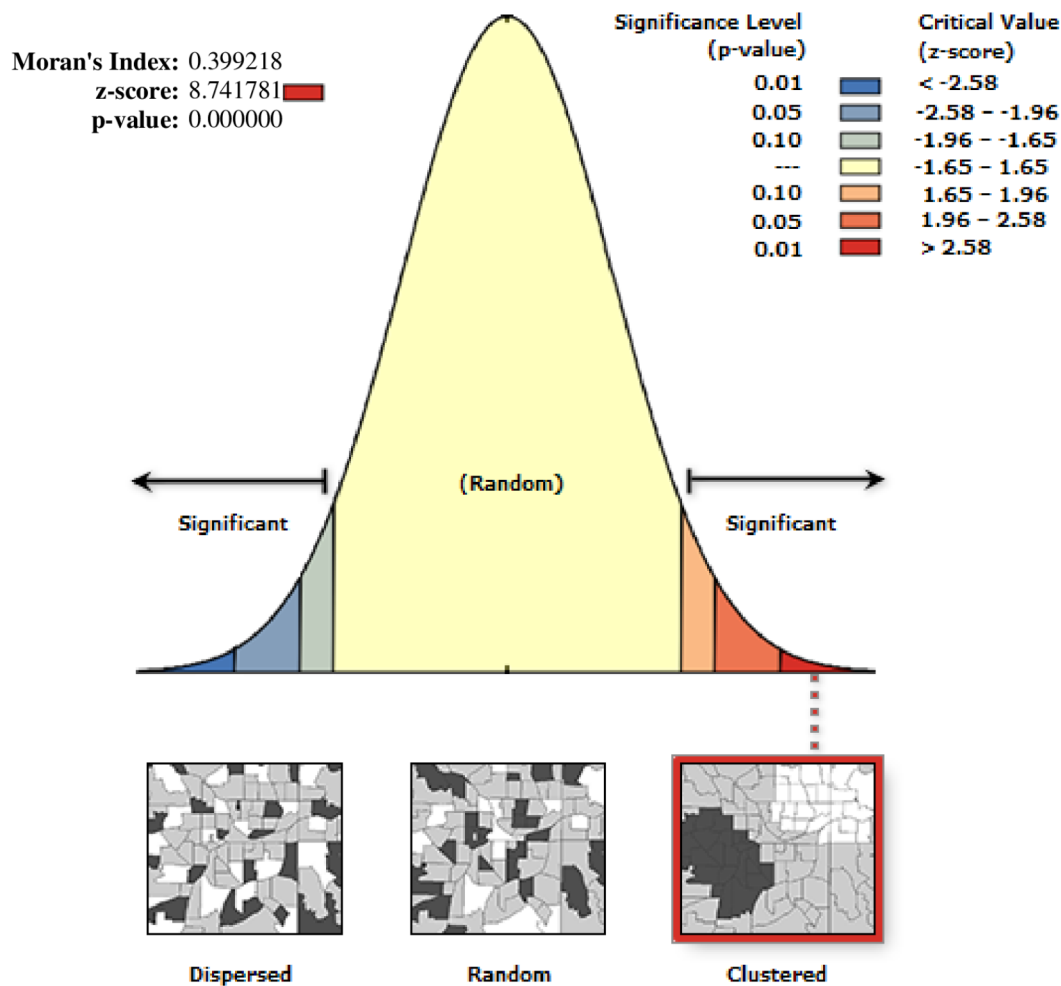 Moran's Index: 0.399218
z-score: 8.741781
p-value: 0.000000
Significance Level
(p-value)
Critical Value
(z-score)
0.01 < -2.58
0.05 -2.58 – -1.96
0.10 -1.96 – -1.65
--- -1.65 – 1.65
0.10 1.65 – 1.96
0.05 1.96 – 2.58
0.01 > 2.58
(Random)
Significant
Significant
Dispersed
Random
Clustered